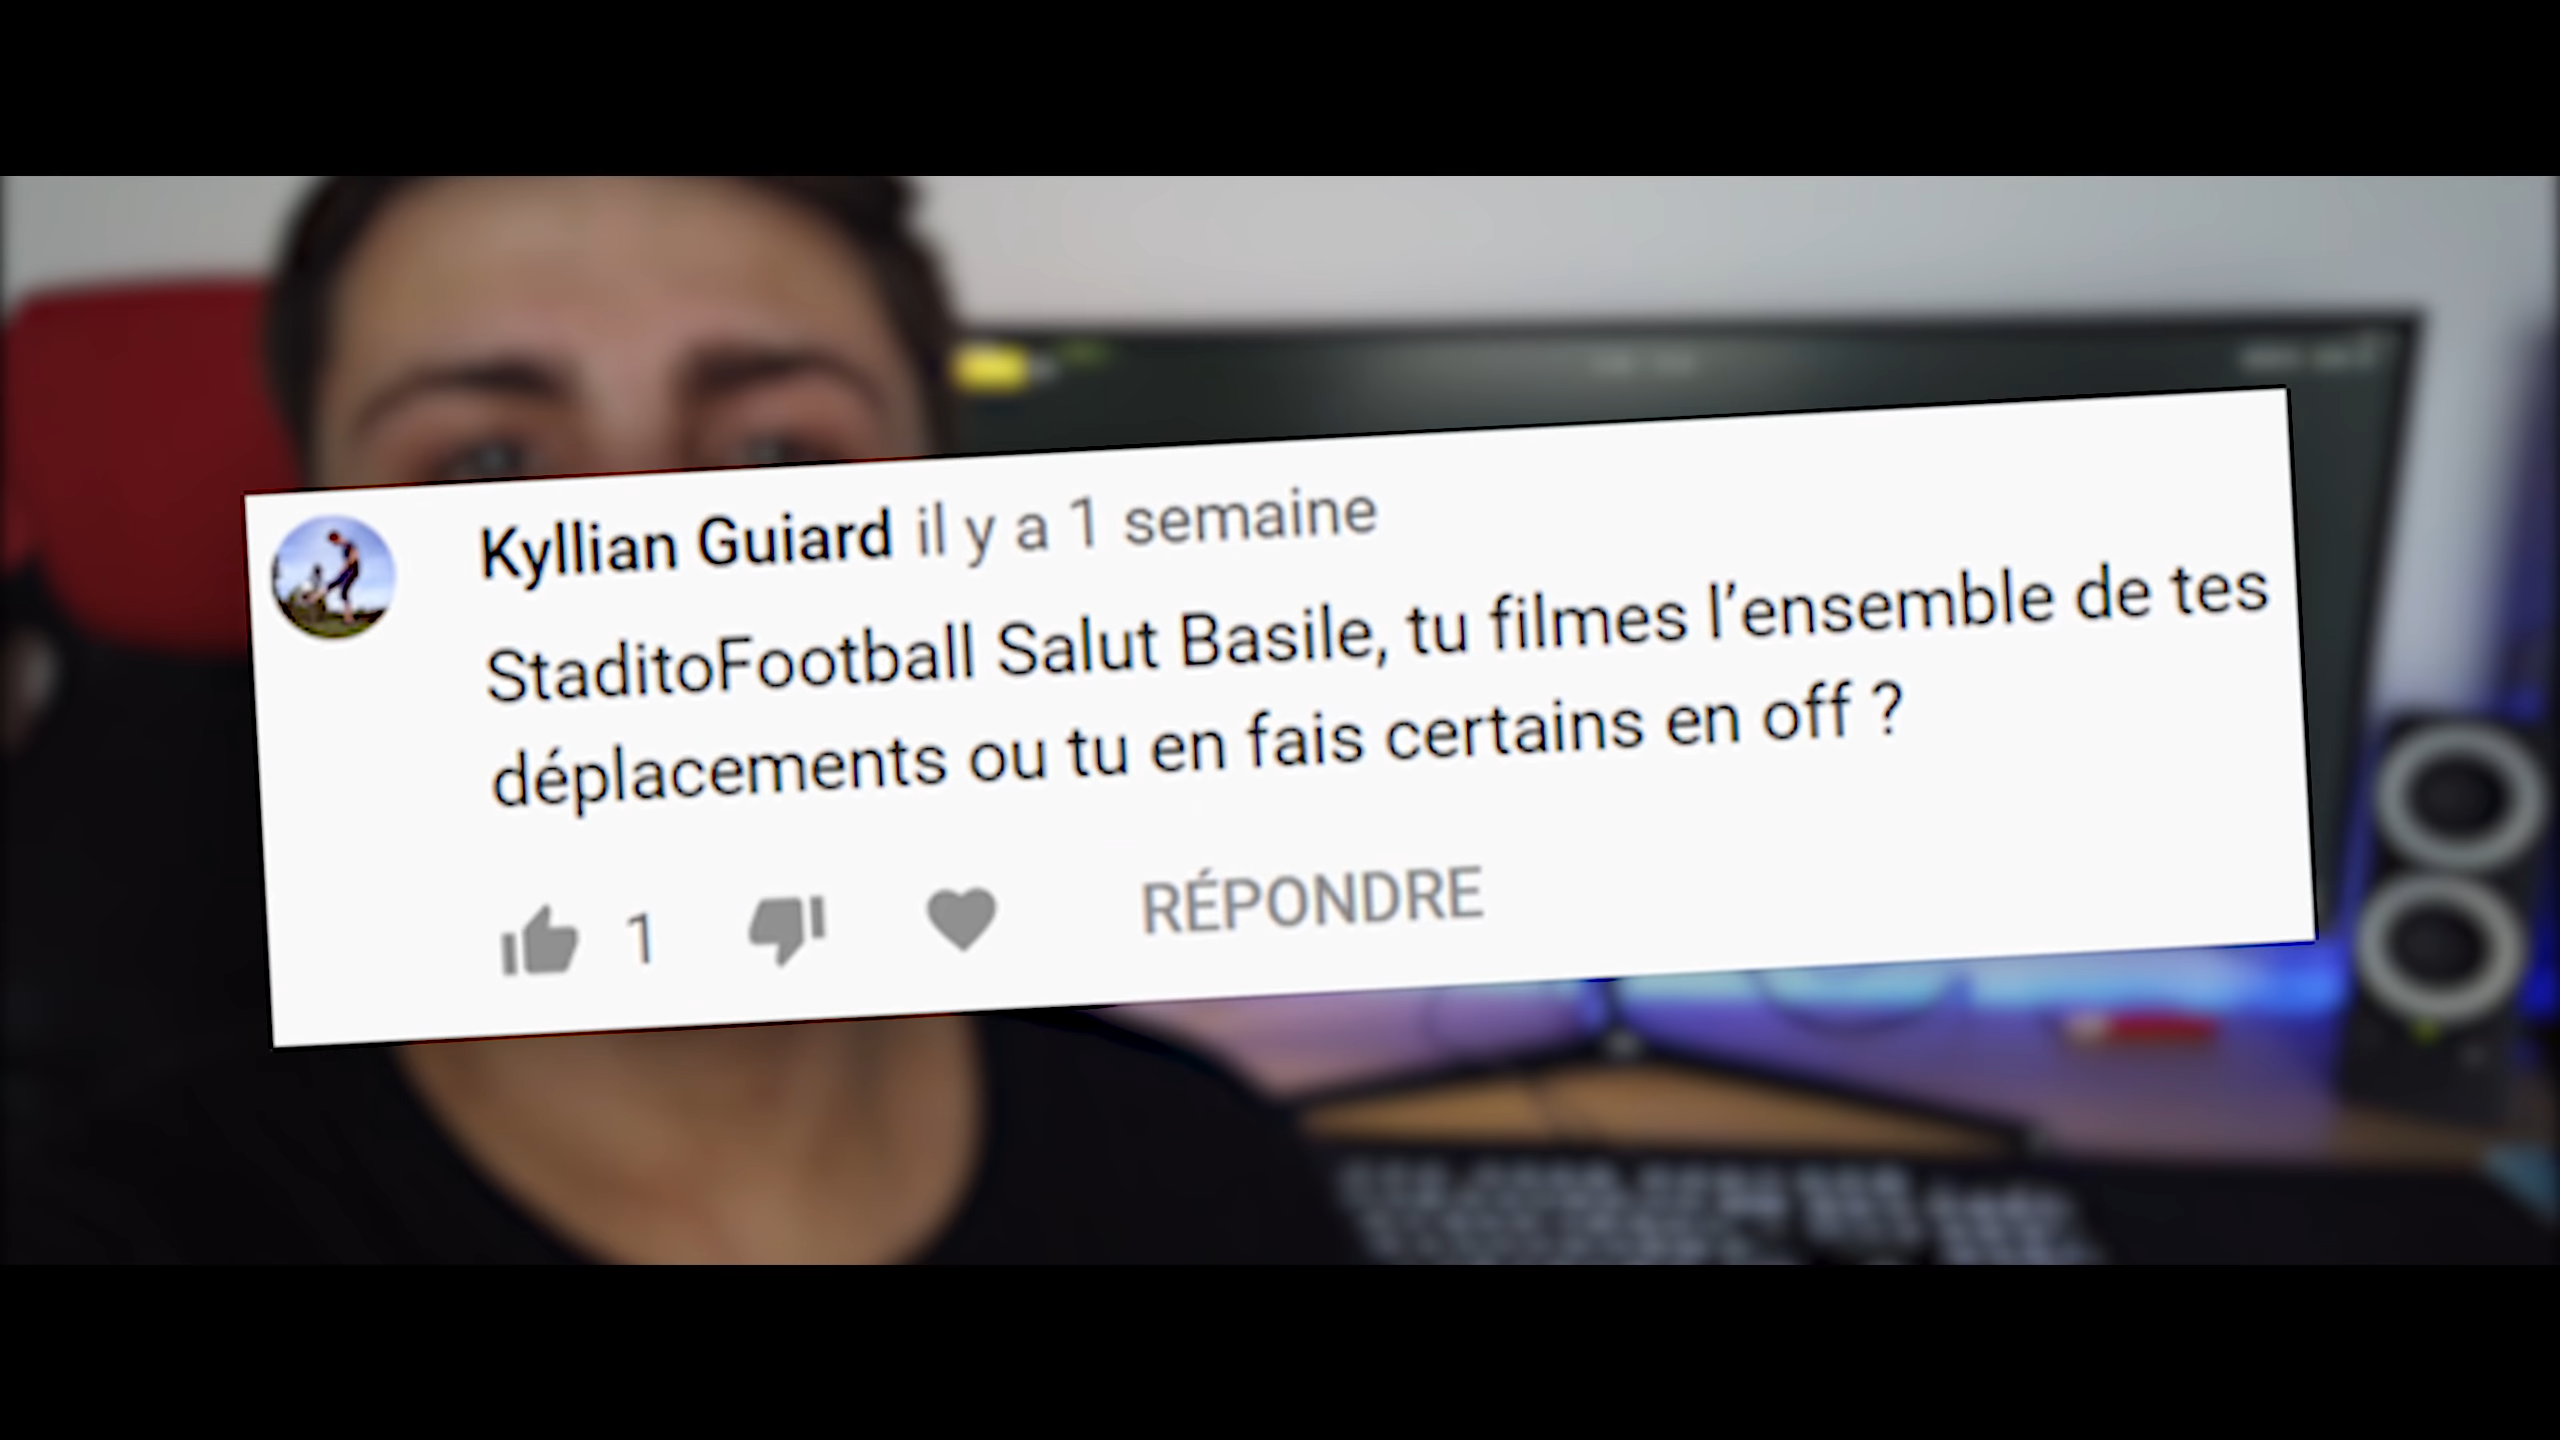 Kyllian Guiard il y a 1 semaine
StaditoFootball Salut Basile, tu filmes l’ensemble de tes
déplacements ou tu en fais certains en off ?
1 RÉPONDRE